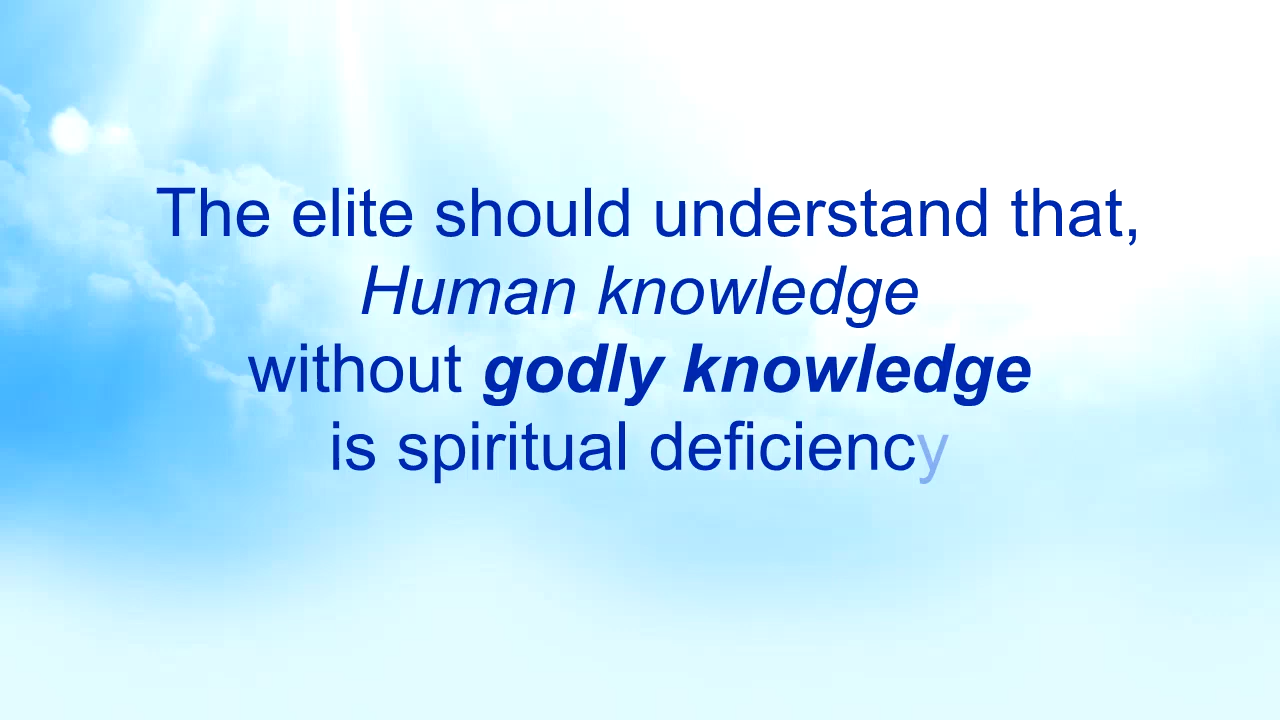 The elite should understand that,
Human knowledge
without godly knowledge
is spiritual deficiency